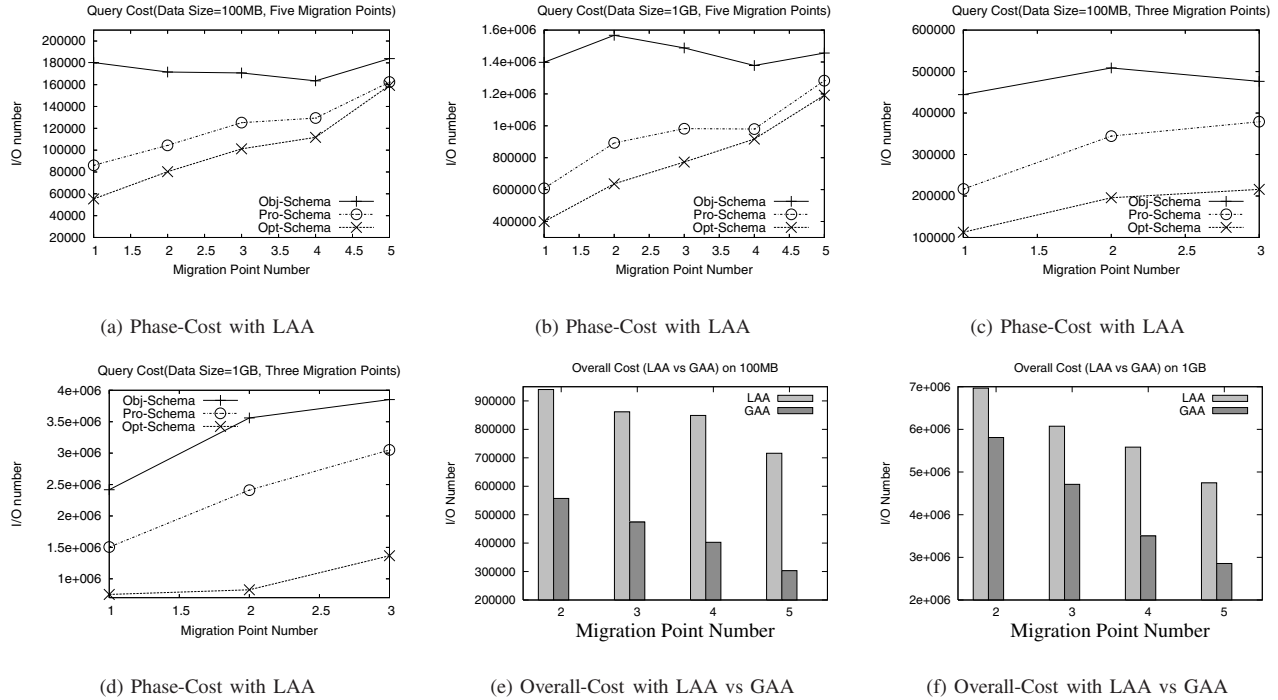 Query Cost(Data Size=100MB, Five Migration Points)
I/O number
200000
180000
160000
140000
120000
100000
80000
60000
40000
20000
Obj-Schema
Pro-Schema
Opt-Schema
1 1.5 2 2.5 3 3.5 4 4.5 5
Migration Point Number
(a) Phase-Cost with LAA
Query Cost(Data Size=1GB, Five Migration Points)
I/O number
1.6e+006
1.4e+006
1.2e+006
1e+006
800000
600000
400000
Obj-Schema
Pro-Schema
Opt-Schema
1 1.5 2 2.5 3 3.5 4 4.5 5
Migration Point Number
(b) Phase-Cost with LAA
Query Cost(Data Size=100MB, Three Migration Points)
I/O number
600000
500000
400000
300000
200000
100000
Obj-Schema
Pro-Schema
Opt-Schema
1 1.5 2 2.5 3
Migration Point Number
(c) Phase-Cost with LAA
Query Cost(Data Size=1GB, Three Migration Points)
I/O number
4e+006
3.5e+006
3e+006
2.5e+006
2e+006
1.5e+006
1e+006
Obj-Schema
Pro-Schema
Opt-Schema
1 1.5 2 2.5 3
Migration Point Number
(d) Phase-Cost with LAA
Overall Cost (LAA vs GAA) on 100MB
I/O Number
900000
800000
700000
600000
500000
400000
300000
200000
LAA
GAA
2 3 4 5
Migration Point Number
(e) Overall-Cost with LAA vs GAA
Overall Cost (LAA vs GAA) on 1GB
I/O Number
7e+006
6e+006
5e+006
4e+006
3e+006
2e+006
LAA
GAA
2 3 4 5
Migration Point Number
(f) Overall-Cost with LAA vs GAA